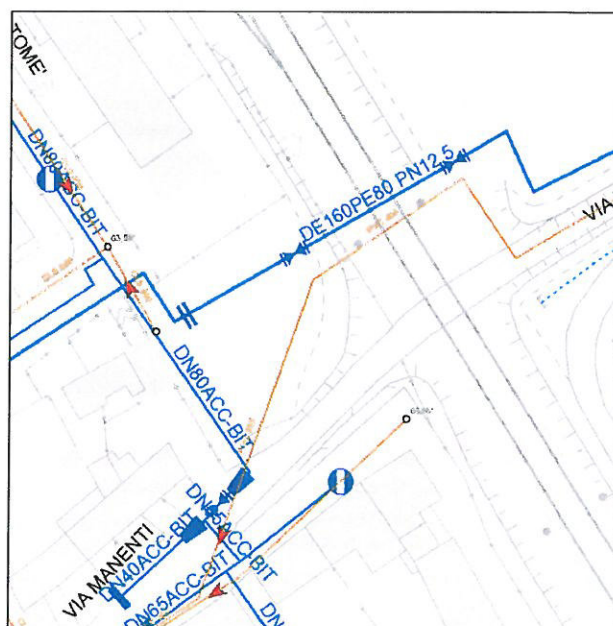 TOME'
DN80ACC-BIT
DE160PE80 PN12,5
VIA
DN80ACC-BIT
DN65ACC-BIT
DN40ACC-BIT
VIA MANENTI
DN65ACC-BIT
DN